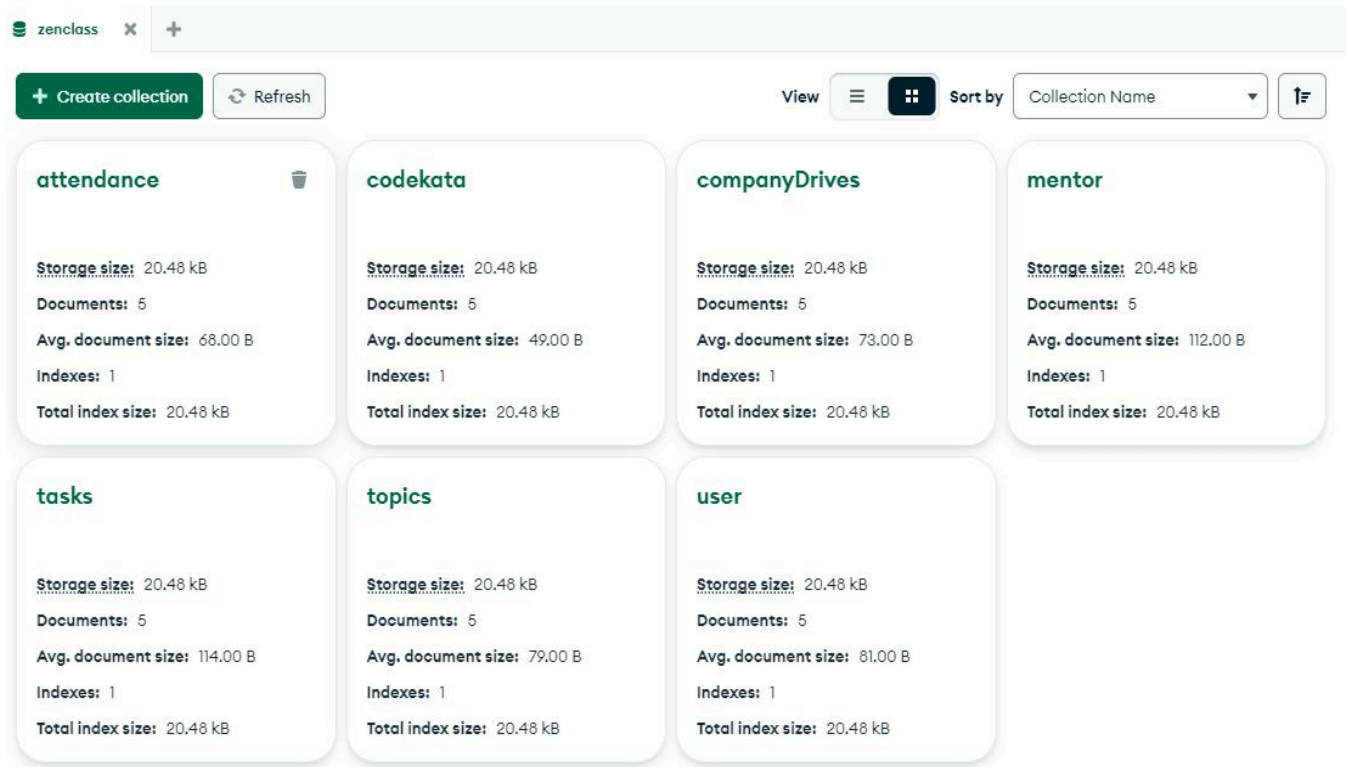 zenclass
Create collection
Refresh
View
Sort by
Collection Name
attendance
Storage size: 20.48 kB
Documents: 5
Avg. document size: 68.00 B
Indexes: 1
Total index size: 20.48 kB
codekata
Storage size: 20.48 kB
Documents: 5
Avg. document size: 49.00 B
Indexes: 1
Total index size: 20.48 kB
companyDrives
Storage size: 20.48 kB
Documents: 5
Avg. document size: 73.00 B
Indexes: 1
Total index size: 20.48 kB
mentor
Storage size: 20.48 kB
Documents: 5
Avg. document size: 112.00 B
Indexes: 1
Total index size: 20.48 kB
tasks
Storage size: 20.48 kB
Documents: 5
Avg. document size: 114.00 B
Indexes: 1
Total index size: 20.48 kB
topics
Storage size: 20.48 kB
Documents: 5
Avg. document size: 79.00 B
Indexes: 1
Total index size: 20.48 kB
user
Storage size: 20.48 kB
Documents: 5
Avg. document size: 81.00 B
Indexes: 1
Total index size: 20.48 kB